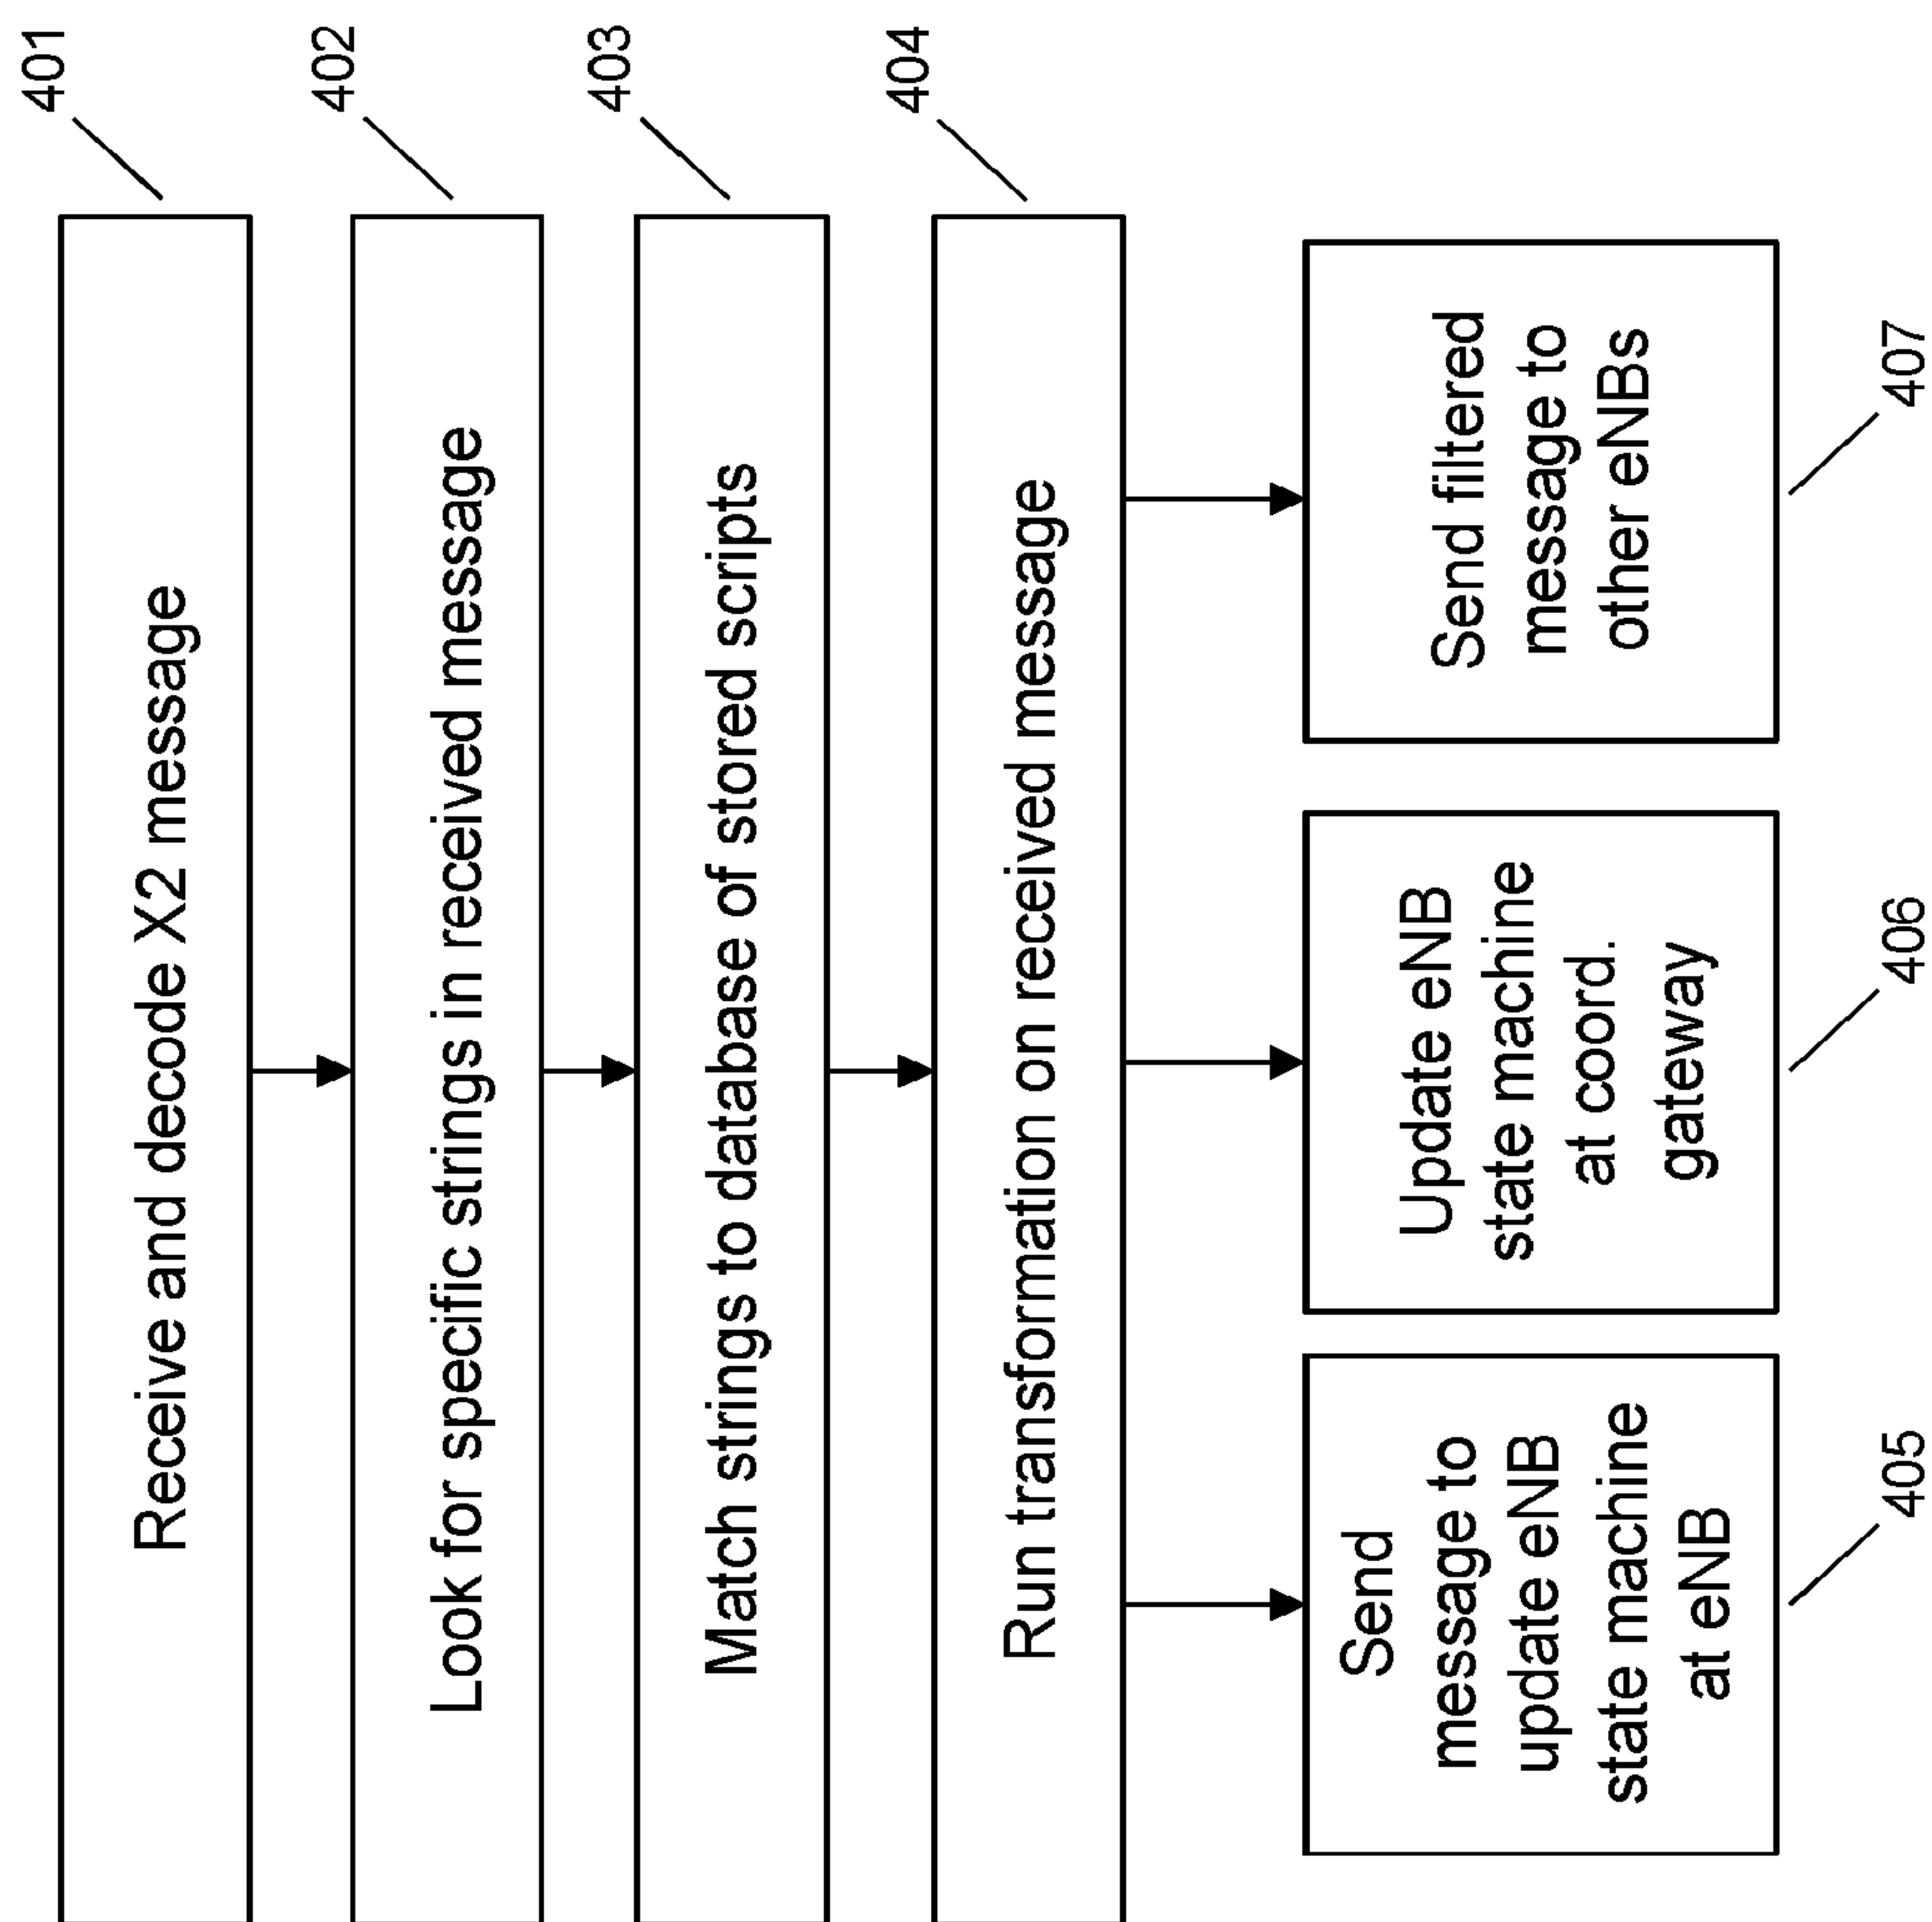 Receive and decode X2 message
401
Look for specific strings in received message
402
Match strings to database of stored scripts
403
Run transformation on received message
404
Send
message to
update eNB
state machine
at eNB
405
Update eNB
state machine
at coord.
gateway
406
Send filtered
message to
other eNBs
407